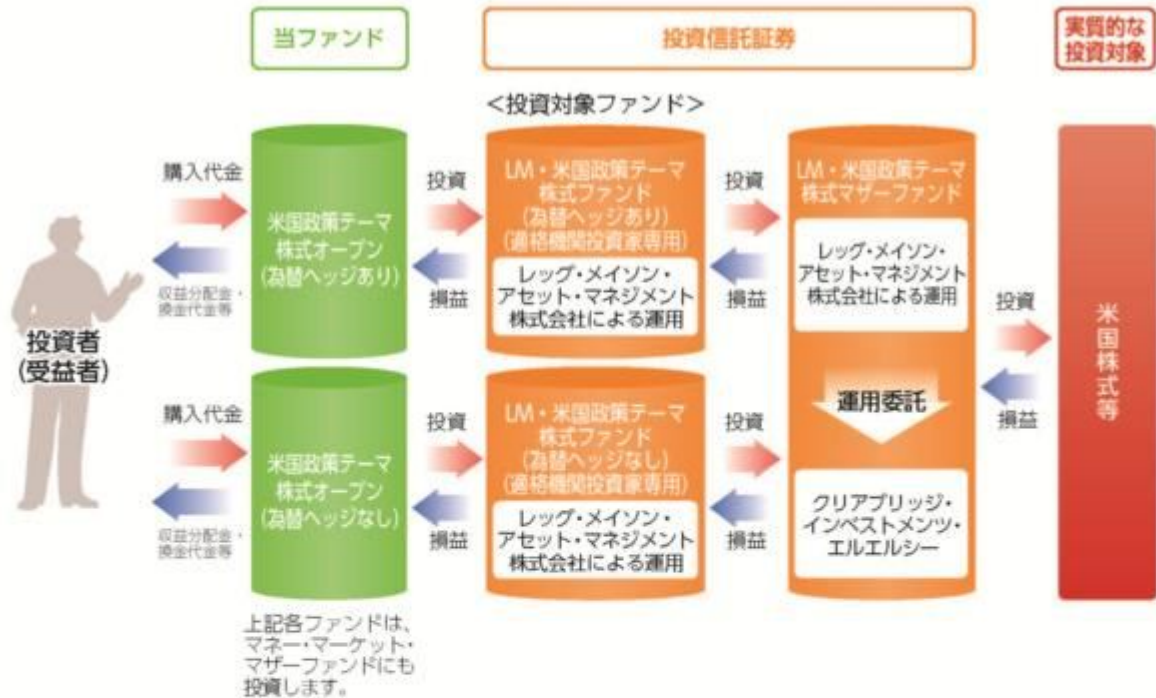 当ファンド
投資信託証券
実質的な
投資対象
<投資対象ファンド>
購入代金
収益分配金・
換金代金等
投資者
(受益者)
米国政策テーマ
株式オープン
(為替ヘッジあり)
投資
損益
LM・米国政策テーマ
株式ファンド
(為替ヘッジあり)
(適格機関投資家専用)
レッグ・メイソン・
アセット・マネジメント
株式会社による運用
投資
損益
LM・米国政策テーマ
株式マザーファンド
レッグ・メイソン・
アセット・マネジメント
株式会社による運用
運用委託
クリアブリッジ・
インベストメンツ・
エルエルシー
投資
損益
米国株式等
購入代金
収益分配金・
換金代金等
米国政策テーマ
株式オープン
(為替ヘッジなし)
投資
損益
LM・米国政策テーマ
株式ファンド
(為替ヘッジなし)
(適格機関投資家専用)
レッグ・メイソン・
アセット・マネジメント
株式会社による運用
投資
損益
上記各ファンドは、
マネー・マーケット・
マザーファンドにも
投資します。